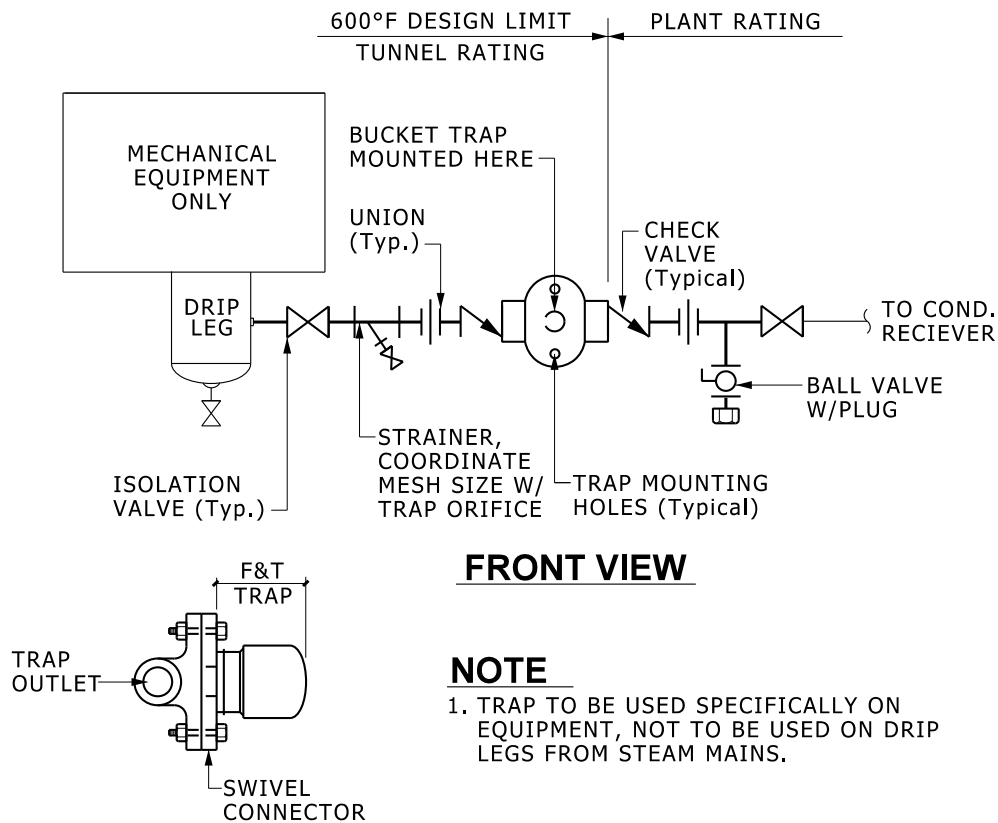 600°F DESIGN LIMIT
TUNNEL RATING
PLANT RATING
MECHANICAL
EQUIPMENT
ONLY
BUCKET TRAP
MOUNTED HERE
UNION
(Typ.)
CHECK
VALVE
(Typical)
DRIP
LEG
TO COND.
RECIEVER
BALL VALVE
W/PLUG
STRAINER,
COORDINATE
MESH SIZE W/
TRAP ORIFICE
ISOLATION
VALVE (Typ.)
TRAP MOUNTING
HOLES (Typical)
FRONT VIEW
F&T
TRAP
TRAP
OUTLET
SWIVEL
CONNECTOR
NOTE
1. TRAP TO BE USED SPECIFICALLY ON
EQUIPMENT, NOT TO BE USED ON DRIP
LEGS FROM STEAM MAINS.